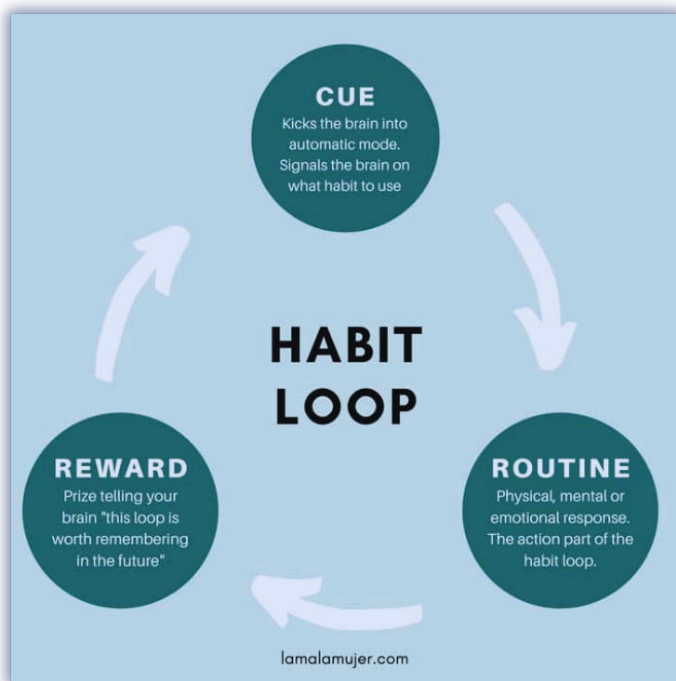 CUE
Kicks the brain into
automatic mode.
Signals the brain on
what habit to use
HABIT
LOOP
REWARD
Prize telling your
brain "this loop is
worth remembering
in the future"
ROUTINE
Physical, mental or
emotional response.
The action part of the
habit loop.
lamalamujer.com